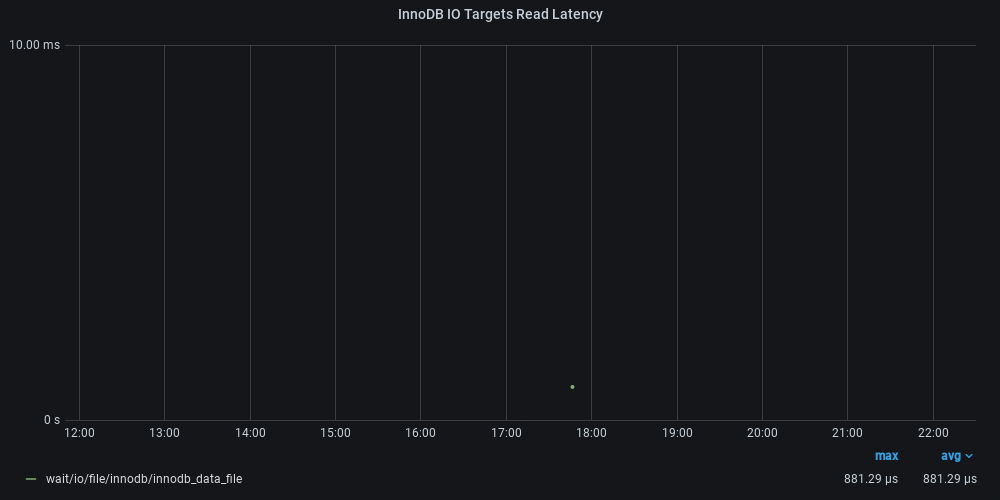 InnoDB IO Targets Read Latency
10.00 ms
0 s
12:00 13:00 14:00 15:00 16:00 17:00 18:00 19:00 20:00 21:00 22:00
max avg
wait/io/file/innodb/innodb_data_file 881.29 µs 881.29 µs